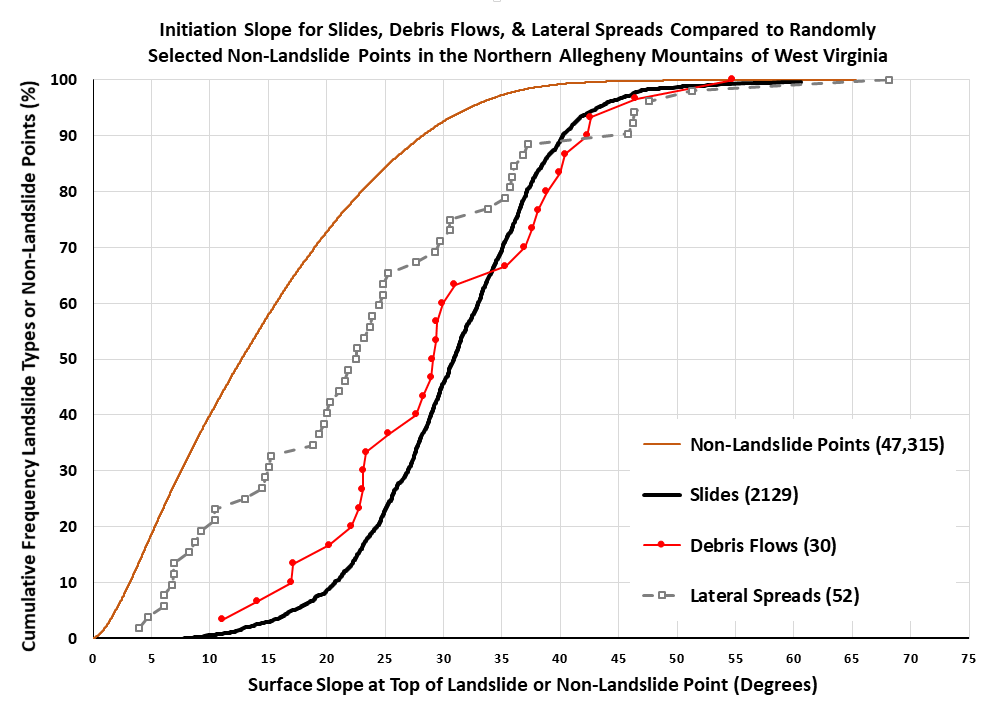 Initiation Slope for Slides, Debris Flows, & Lateral Spreads Compared to Randomly
Selected Non-Landslide Points in the Northern Allegheny Mountains of West Virginia
Cumulative Frequency Landslide Types or Non-Landslide Points (%)
100
90
80
70
60
50
40
30
20
10
0
Non-Landslide Points (47,315)
Slides (2129)
Debris Flows (30)
Lateral Spreads (52)
0 5 10 15 20 25 30 35 40 45 50 55 60 65 70 75
Surface Slope at Top of Landslide or Non-Landslide Point (Degrees)